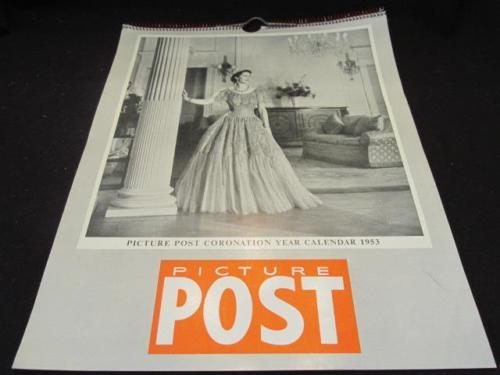 PICTURE POST CORONATION YEAR CALENDAR 1953
PICTURE
POST